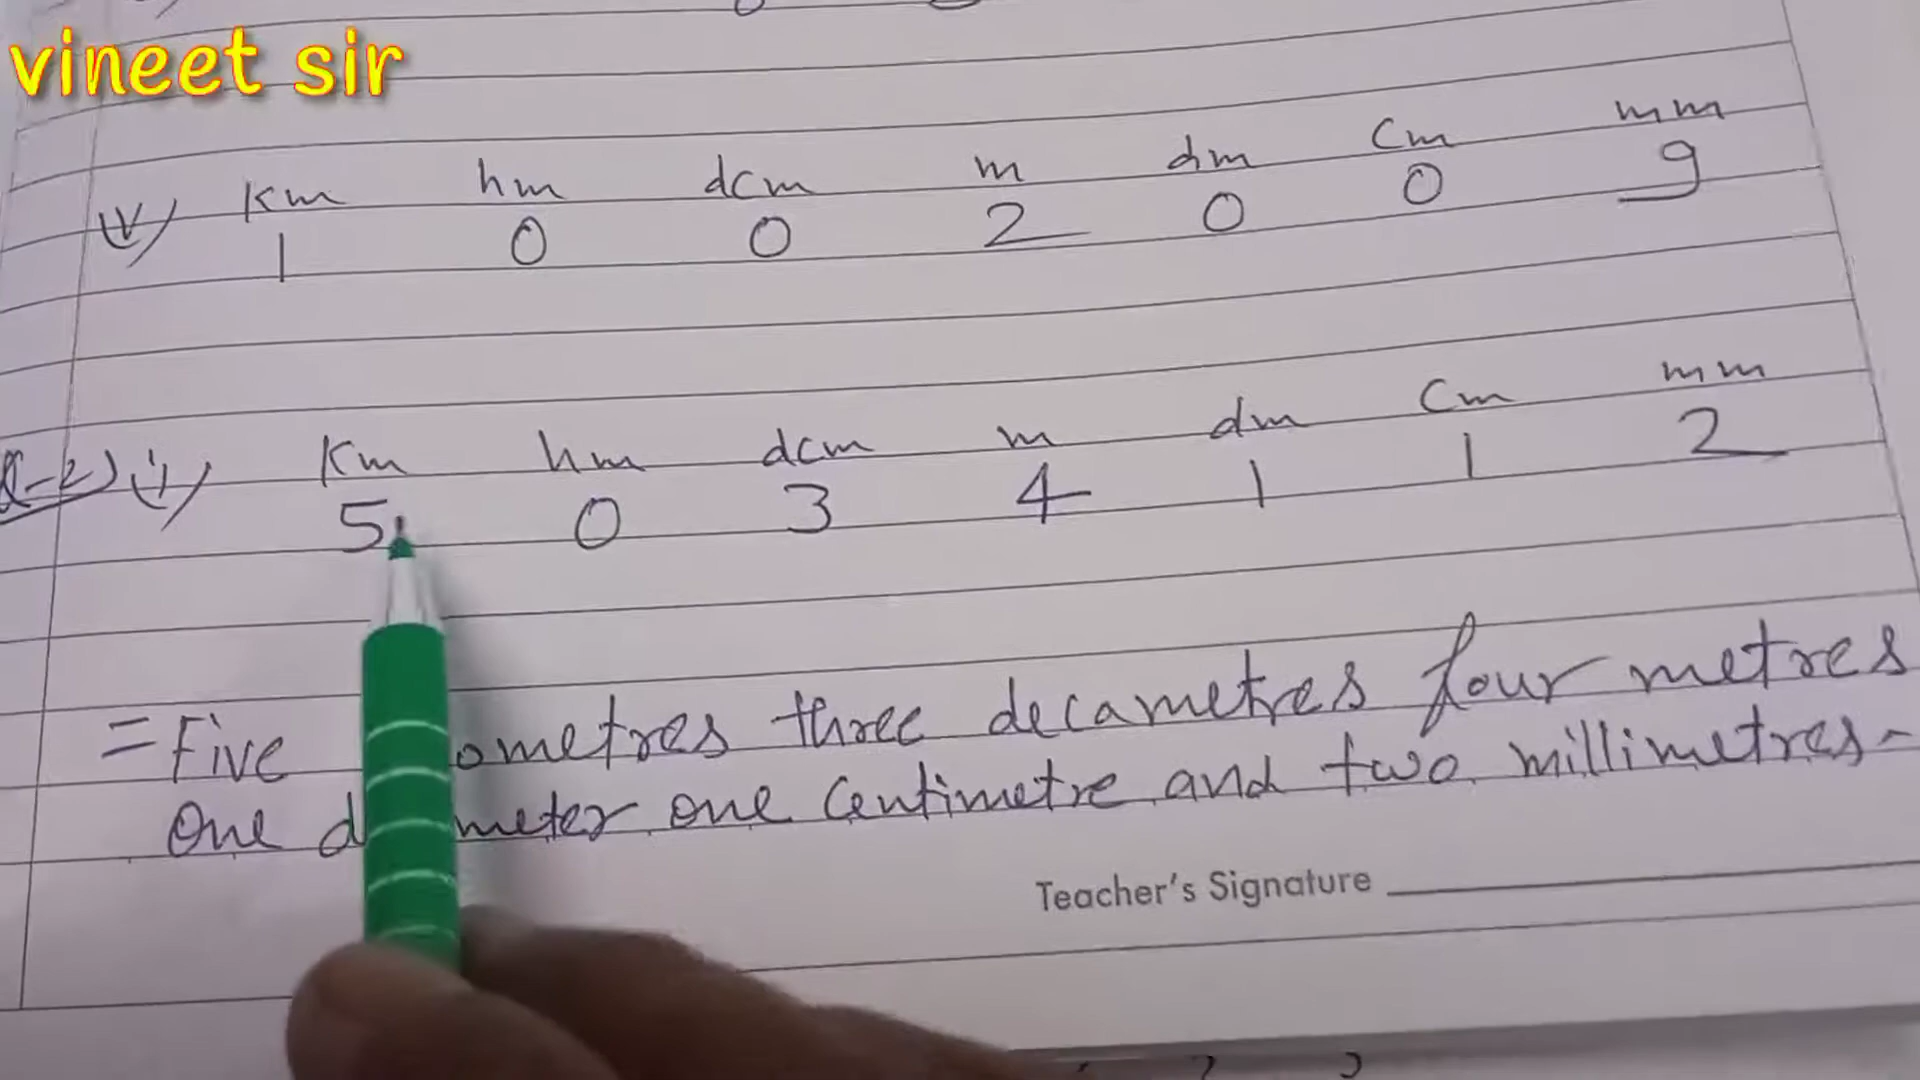 vineet sir
Km hm dcm m dm Cm mm
(V) 1 0 0 2 0 0 9
Km hm dcm m dm Cm mm
(i) 5 0 3 4 1 1 2
= Five ometres three decametres four metres
One d meter one Centimetre and two millimetres-
Teacher's Signature